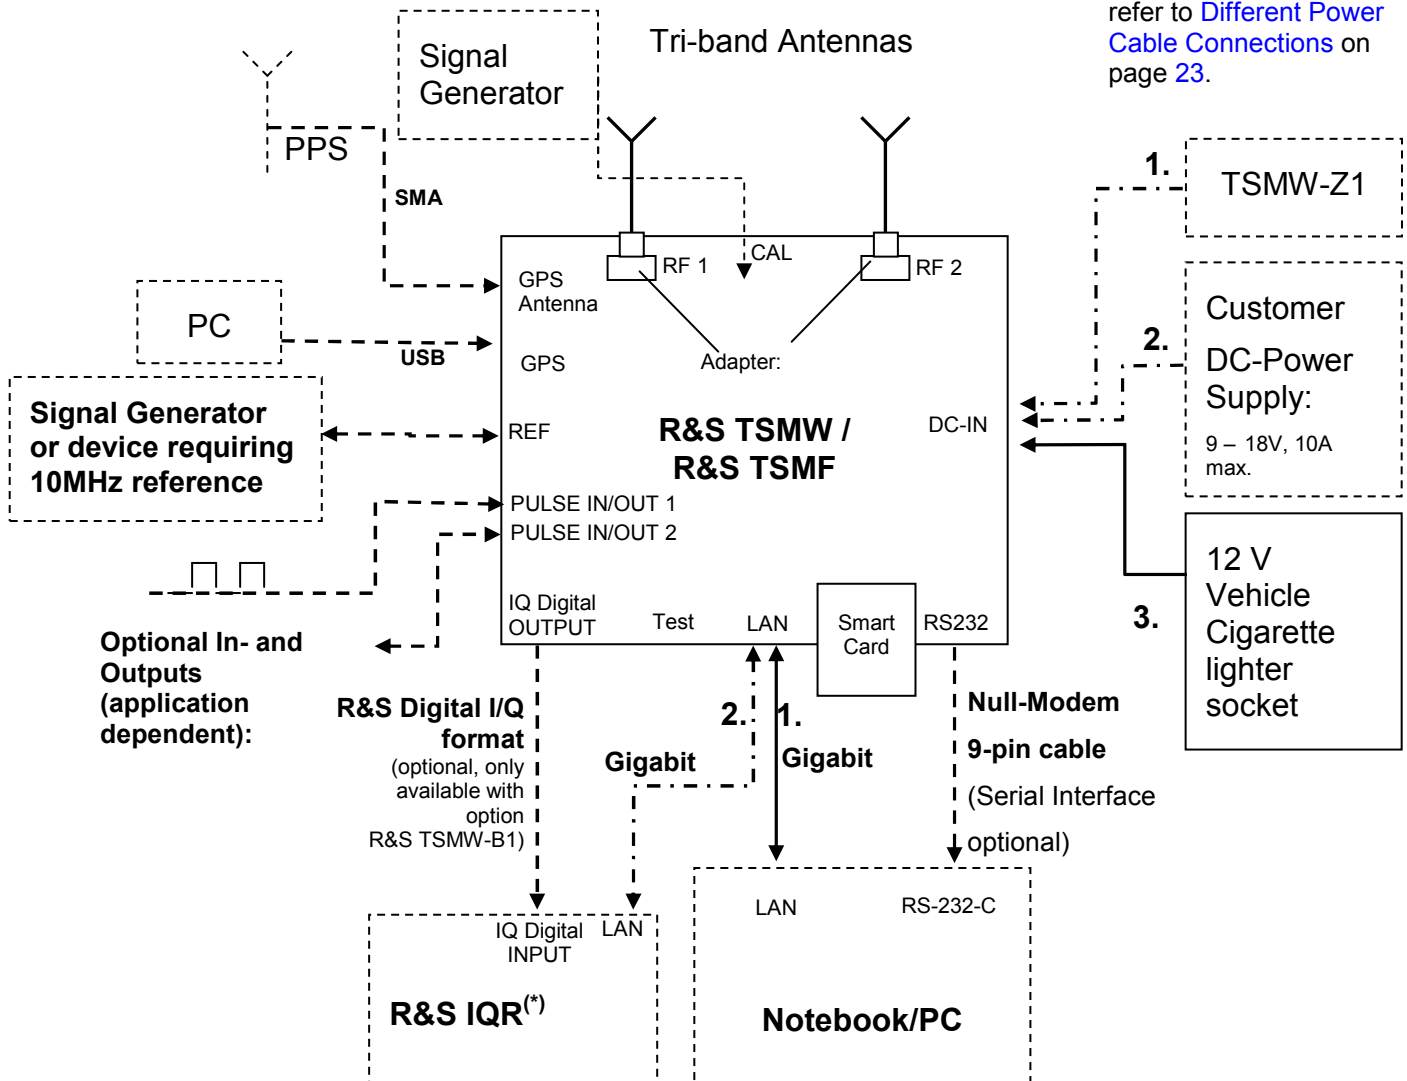 refer to Different Power
Cable Connections on
page 23.
Tri-band Antennas
Signal
Generator
PPS
SMA
1.
TSMW-Z1
CAL
RF 1
RF 2
GPS
Antenna
Customer
DC-Power
Supply:
9 – 18V, 10A
max.
2.
PC
USB
GPS
Adapter:
Signal Generator
or device requiring
10MHz reference
REF
R&S TSMW /
R&S TSMF
DC-IN
PULSE IN/OUT 1
PULSE IN/OUT 2
12 V
Vehicle
Cigarette
lighter
socket
3.
IQ Digital
OUTPUT
Test
LAN
Smart
Card
RS232
Optional In- and
Outputs
(application
dependent):
R&S Digital I/Q
format
(optional, only
available with
option
R&S TSMW-B1)
2.
1.
Gigabit
Gigabit
Null-Modem
9-pin cable
(Serial Interface
optional)
IQ Digital
INPUT
LAN
R&S IQR(*)
LAN
RS-232-C
Notebook/PC